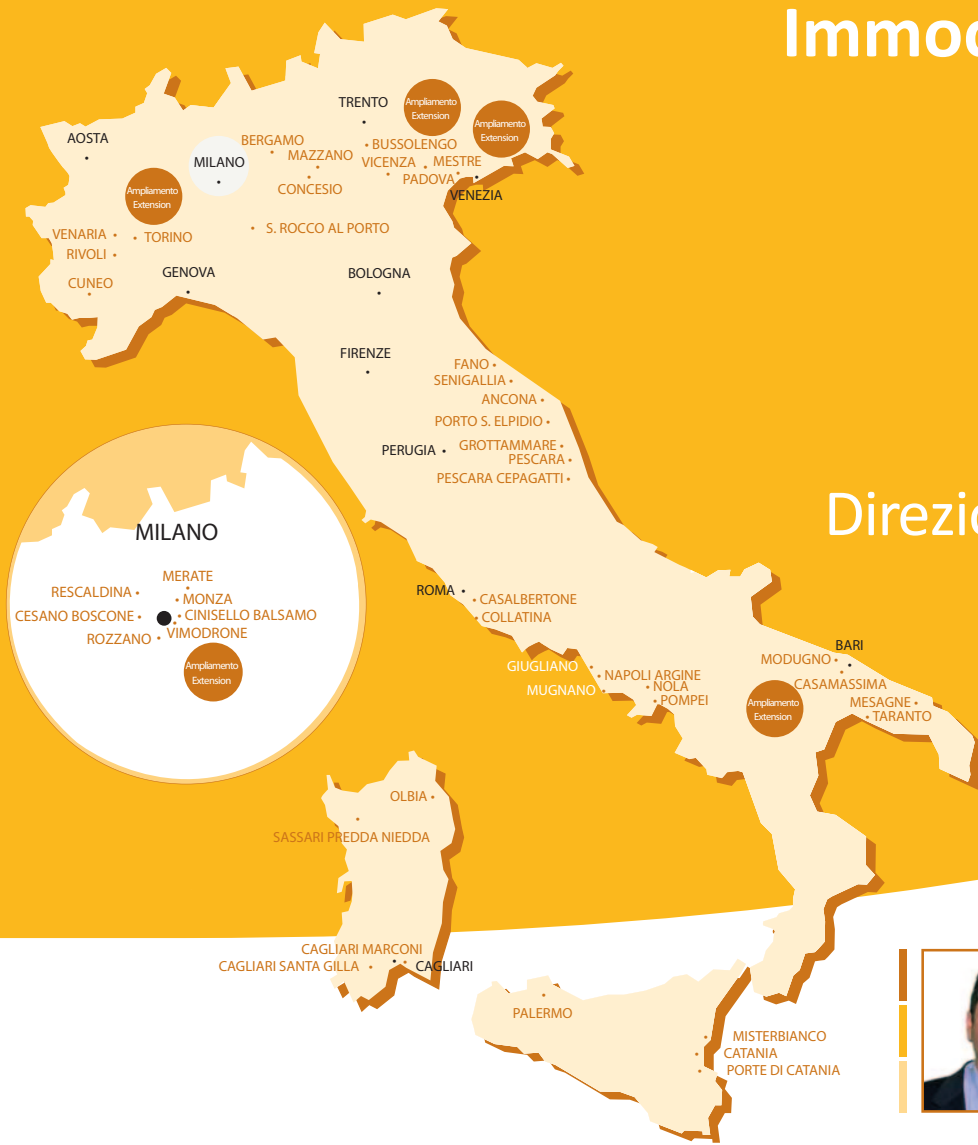 Immo
TRENTO
Ampliamento
Extension
Ampliamento
Extension
AOSTA
BERGAMO
BUSSOLENGO
MILANO
MAZZANO
VICENZA
MESTRE
CONCESIO
PADOVA
VENEZIA
Ampliamento
Extension
VENARIA
TORINO
S. ROCCO AL PORTO
RIVOLI
GENOVA
BOLOGNA
CUNEO
FIRENZE
FANO
SENIGALLIA
ANCONA
PORTO S. ELPIDIO
PERUGIA
GROTTAMMARE
PESCARA
PESCARA CEPAGATTI
Direzio
MILANO
MERATE
RESCALDINA
MONZA
CESANO BOSCONE
CINISELLO BALSAMO
ROZZANO
VIMODRONE
Ampliamento
Extension
ROMA
CASALBERTONE
COLLATINA
BARI
MODUGNO
GIUGLIANO
NAPOLI ARGINE
CASAMASSIMA
MUGNANO
NOLA
POMPEI
Ampliamento
Extension
MESAGNE
TARANTO
OLBIA
SASSARI PREDDA NIEDDA
CAGLIARI MARCONI
CAGLIARI SANTA GILLA
CAGLIARI
PALERMO
MISTERBIANCO
CATANIA
PORTE DI CATANIA